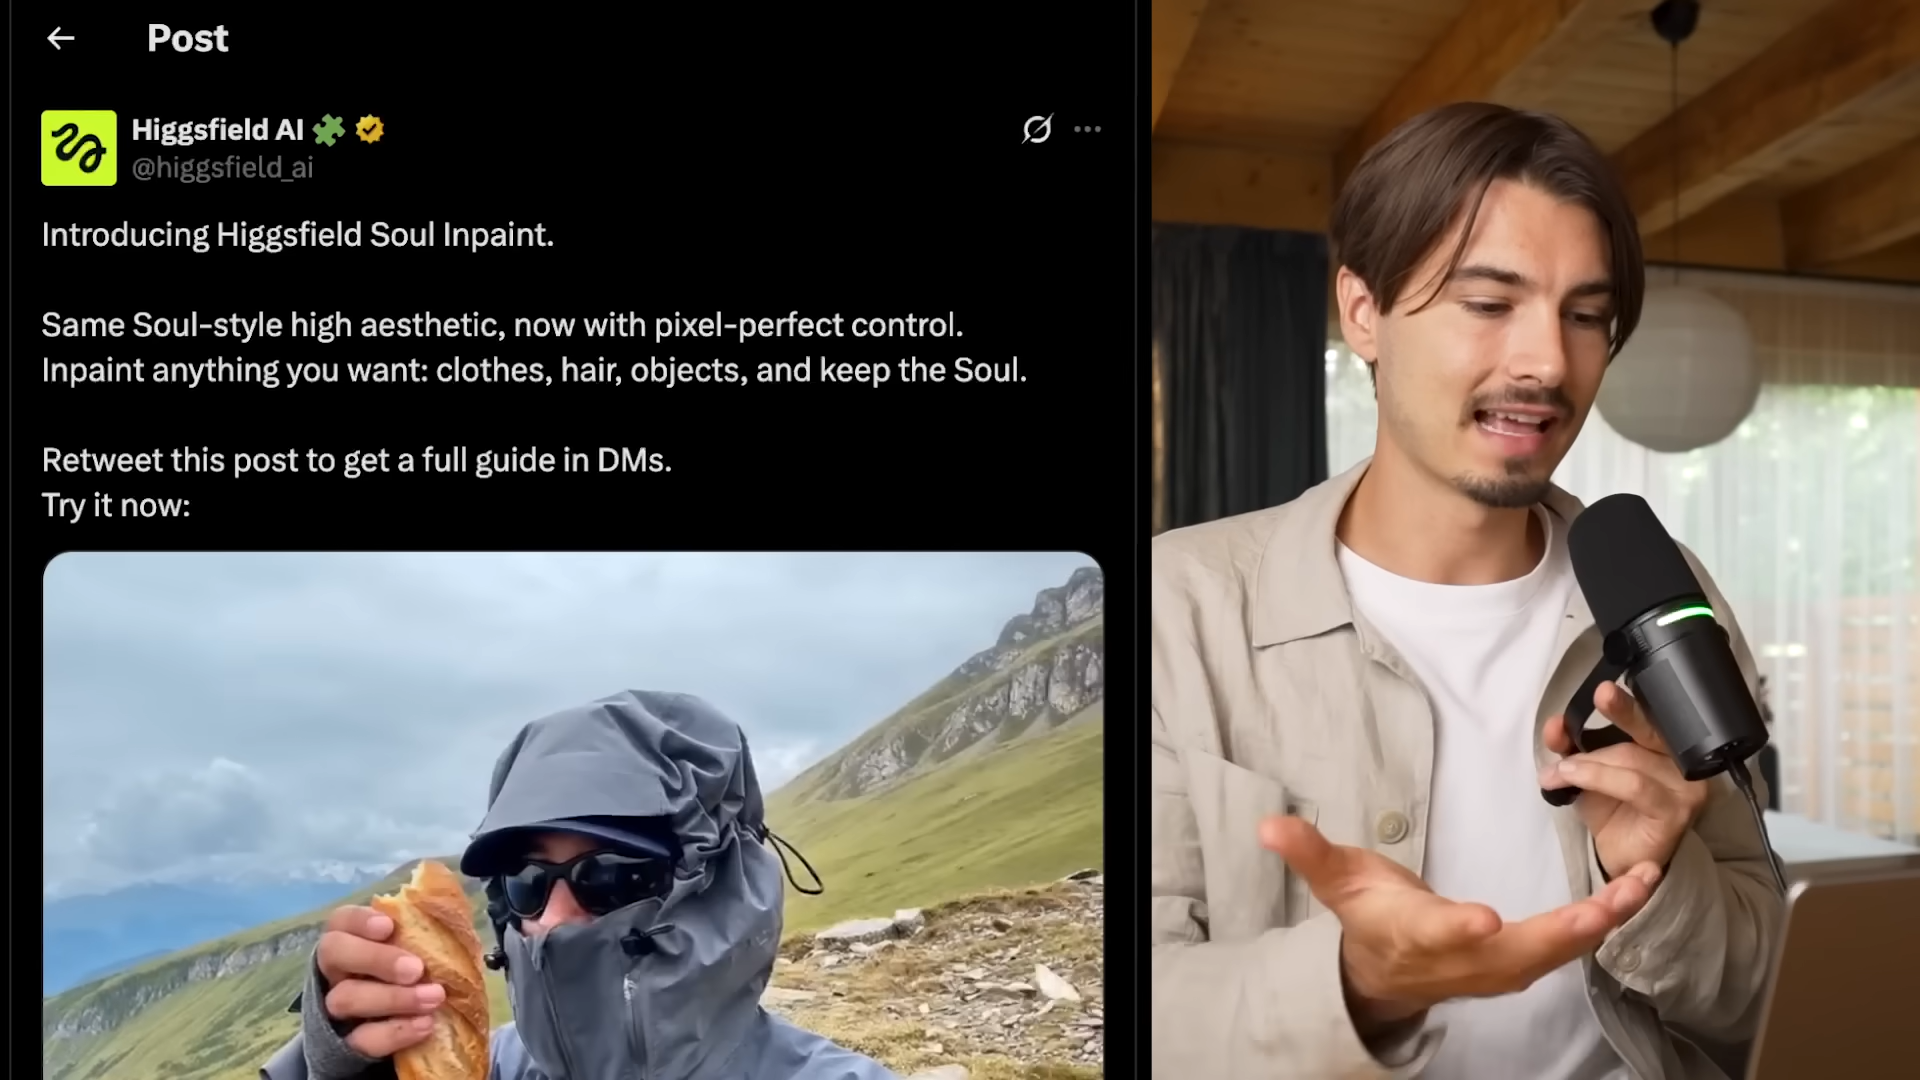 Post
Higgsfield AI
@higgsfield_ai
Introducing Higgsfield Soul Inpaint.
Same Soul-style high aesthetic, now with pixel-perfect control.
Inpaint anything you want: clothes, hair, objects, and keep the Soul.
Retweet this post to get a full guide in DMs.
Try it now: